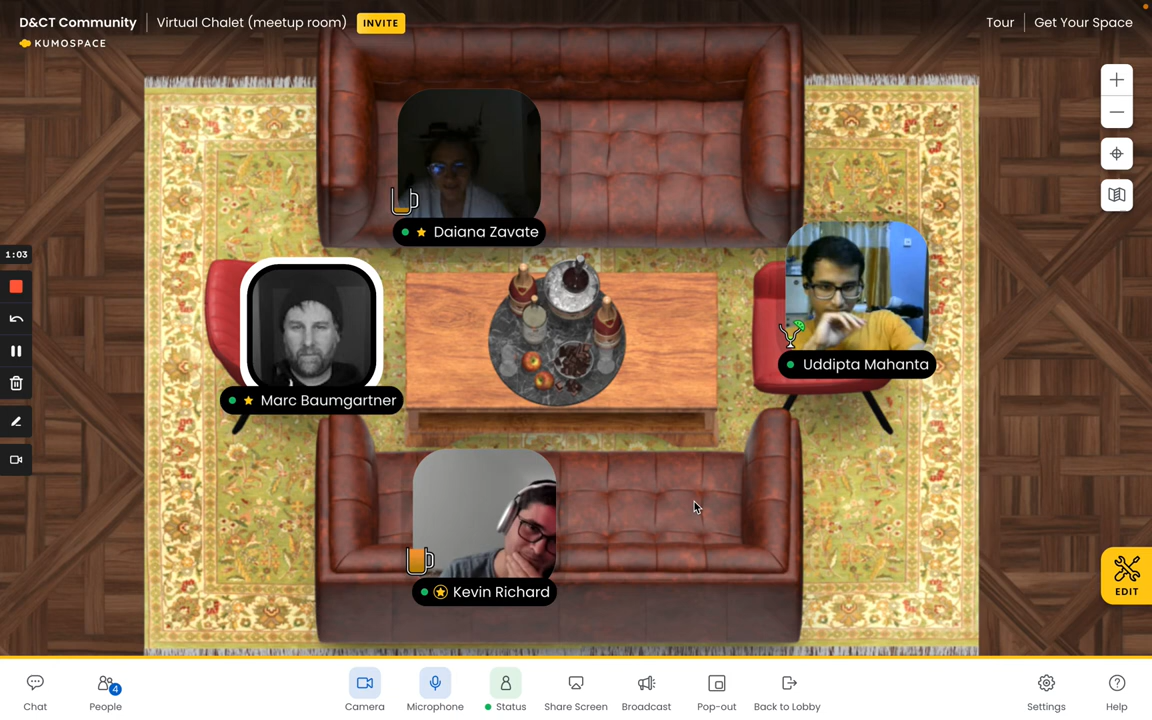 D&CT Community
Virtual Chalet (meetup room)
INVITE
Tour
Get Your Space
KUMOSPACE
Daiana Zavate
1:03
Uddipta Mahanta
Marc Baumgartner
Kevin Richard
EDIT
4
Chat
People
Camera
Microphone
Status
Share Screen
Broadcast
Pop-out
Back to Lobby
Settings
Help